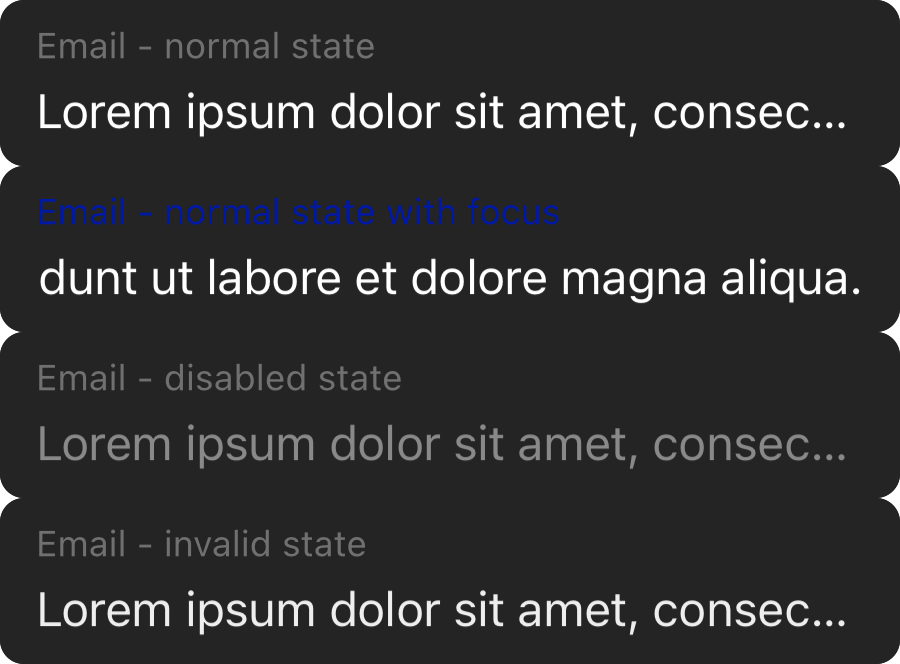 Email - normal state
Lorem ipsum dolor sit amet, consec...
Email - normal state with focus
dunt ut labore et dolore magna aliqua.
Email - disabled state
Lorem ipsum dolor sit amet, consec...
Email - invalid state
Lorem ipsum dolor sit amet, consec...